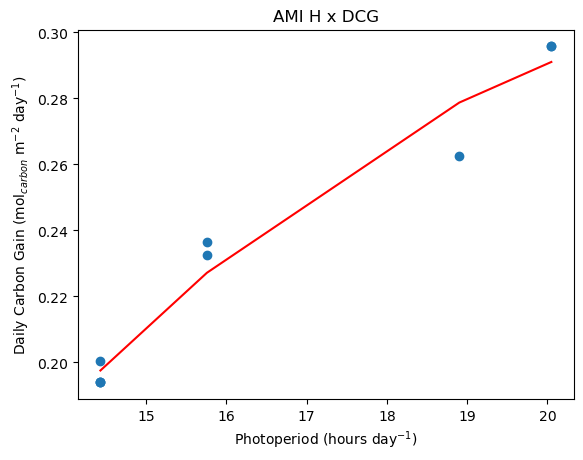 AMI H x DCG
Daily Carbon Gain (mol$_{carbon}$ m$^{-2}$ day$^{-1}$)
0.30
0.28
0.26
0.24
0.22
0.20
15 16 17 18 19 20
Photoperiod (hours day$^{-1}$)